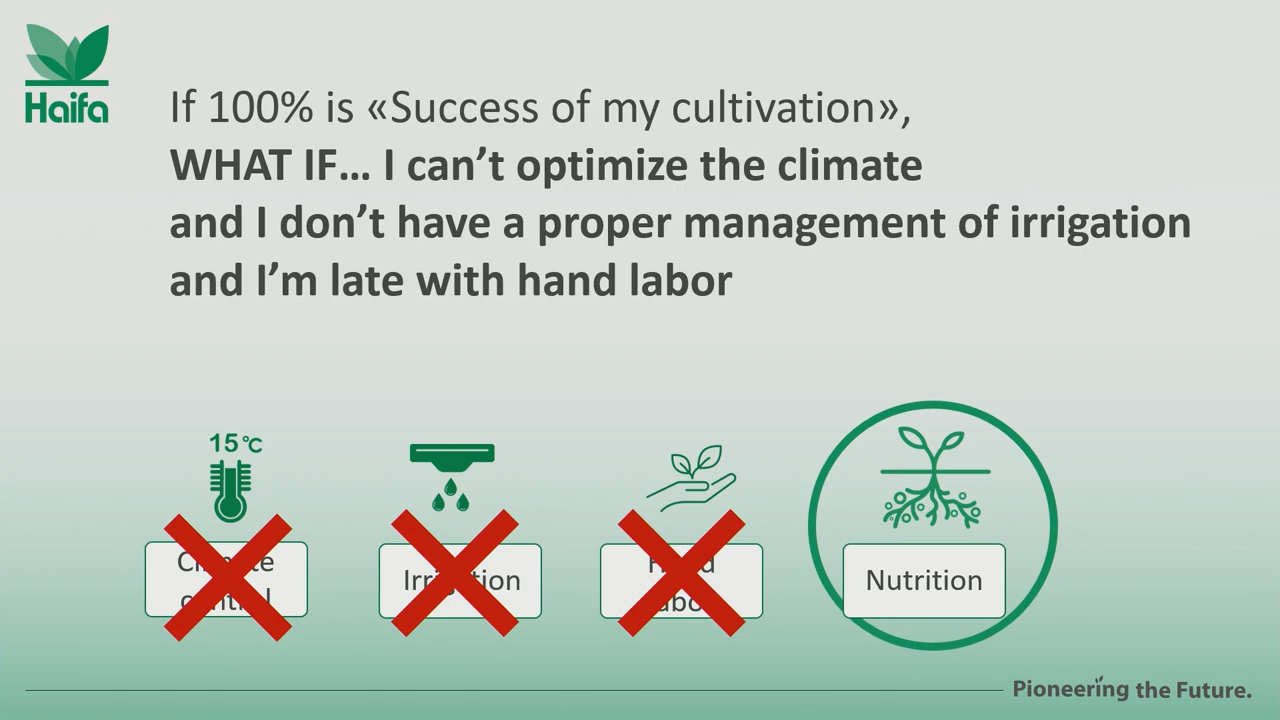 Haifa
If 100% is «Success of my cultivation»,
WHAT IF... I can't optimize the climate
and I don't have a proper management of irrigation
and I'm late with hand labor
15°C
Nutrition
Pioneering the Future.